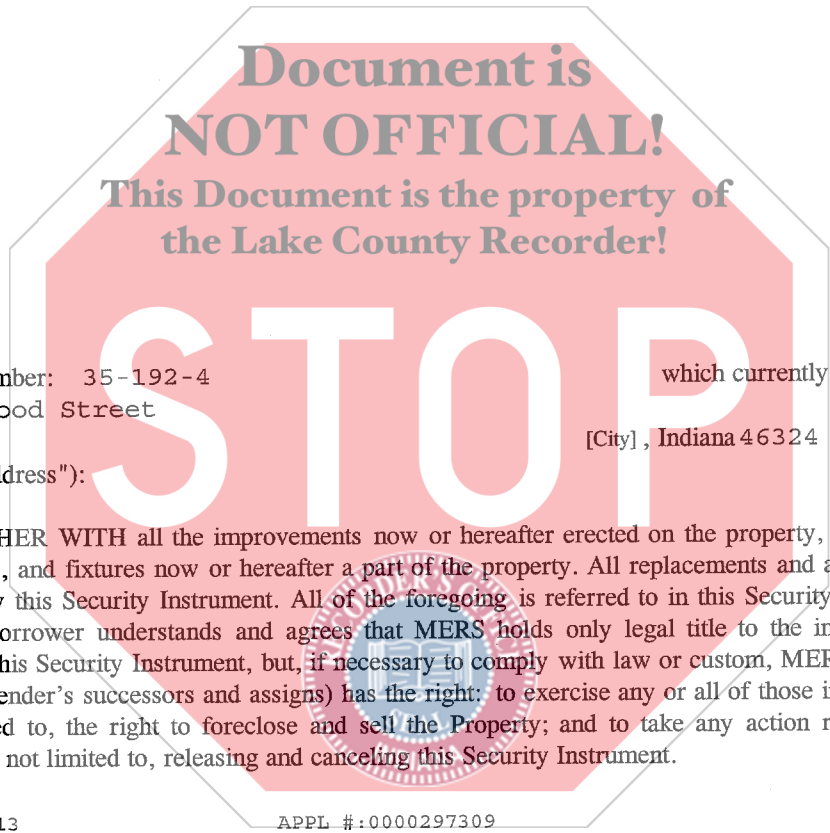 Document is
NOT OFFICIAL!
This Document is the property of
the Lake County Recorder!
STOP
mber: 35-192-4 which currently
ood Street
[City] , Indiana 46324
ddress"):
HER WITH all the improvements now or hereafter erected on the property,
, and fixtures now or hereafter a part of the property. All replacements and a
y this Security Instrument. All of the foregoing is referred to in this Security
orrower understands and agrees that MERS holds only legal title to the in
his Security Instrument, but, if necessary to comply with law or custom, MER
ender's successors and assigns) has the right: to exercise any or all of those i
ed to, the right to foreclose and sell the Property; and to take any action r
not limited to, releasing and canceling this Security Instrument.
13 APPL #:0000297309